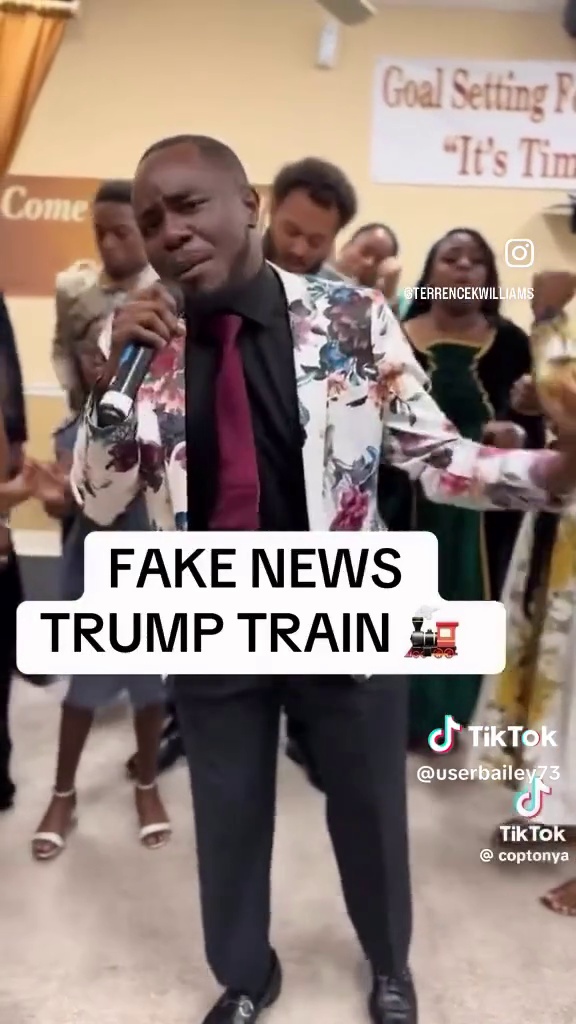 Goal Setting F
"It's Tim
Come
@TERRENCEKWILLIAMS
FAKE NEWS
TRUMP TRAIN 🚂
TikTok
@userbailey73
TikTok
@ coptonya